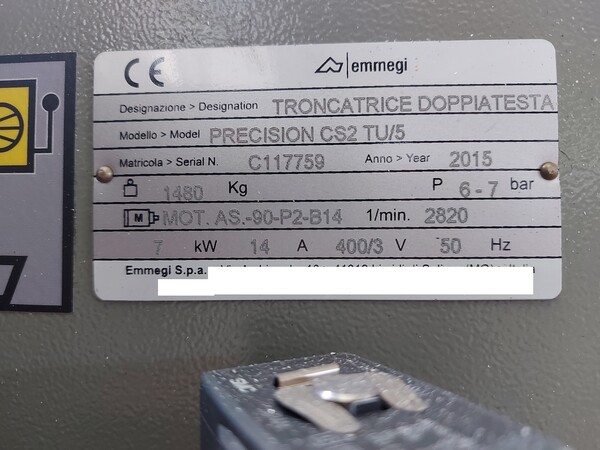 CE emmegi
Designazione > Designation TRONCATRICE DOPPIATESTA
Modello > Model PRECISION CS2 TU/5
Matricola > Serial N. C117759 Anno > Year 2015
1480 Kg P 6-7 bar
M MOT. AS.-90-P2-B14 1/min. 2820
7 kW 14 A 400/3 V 50 Hz
Emmegi S.p.a.